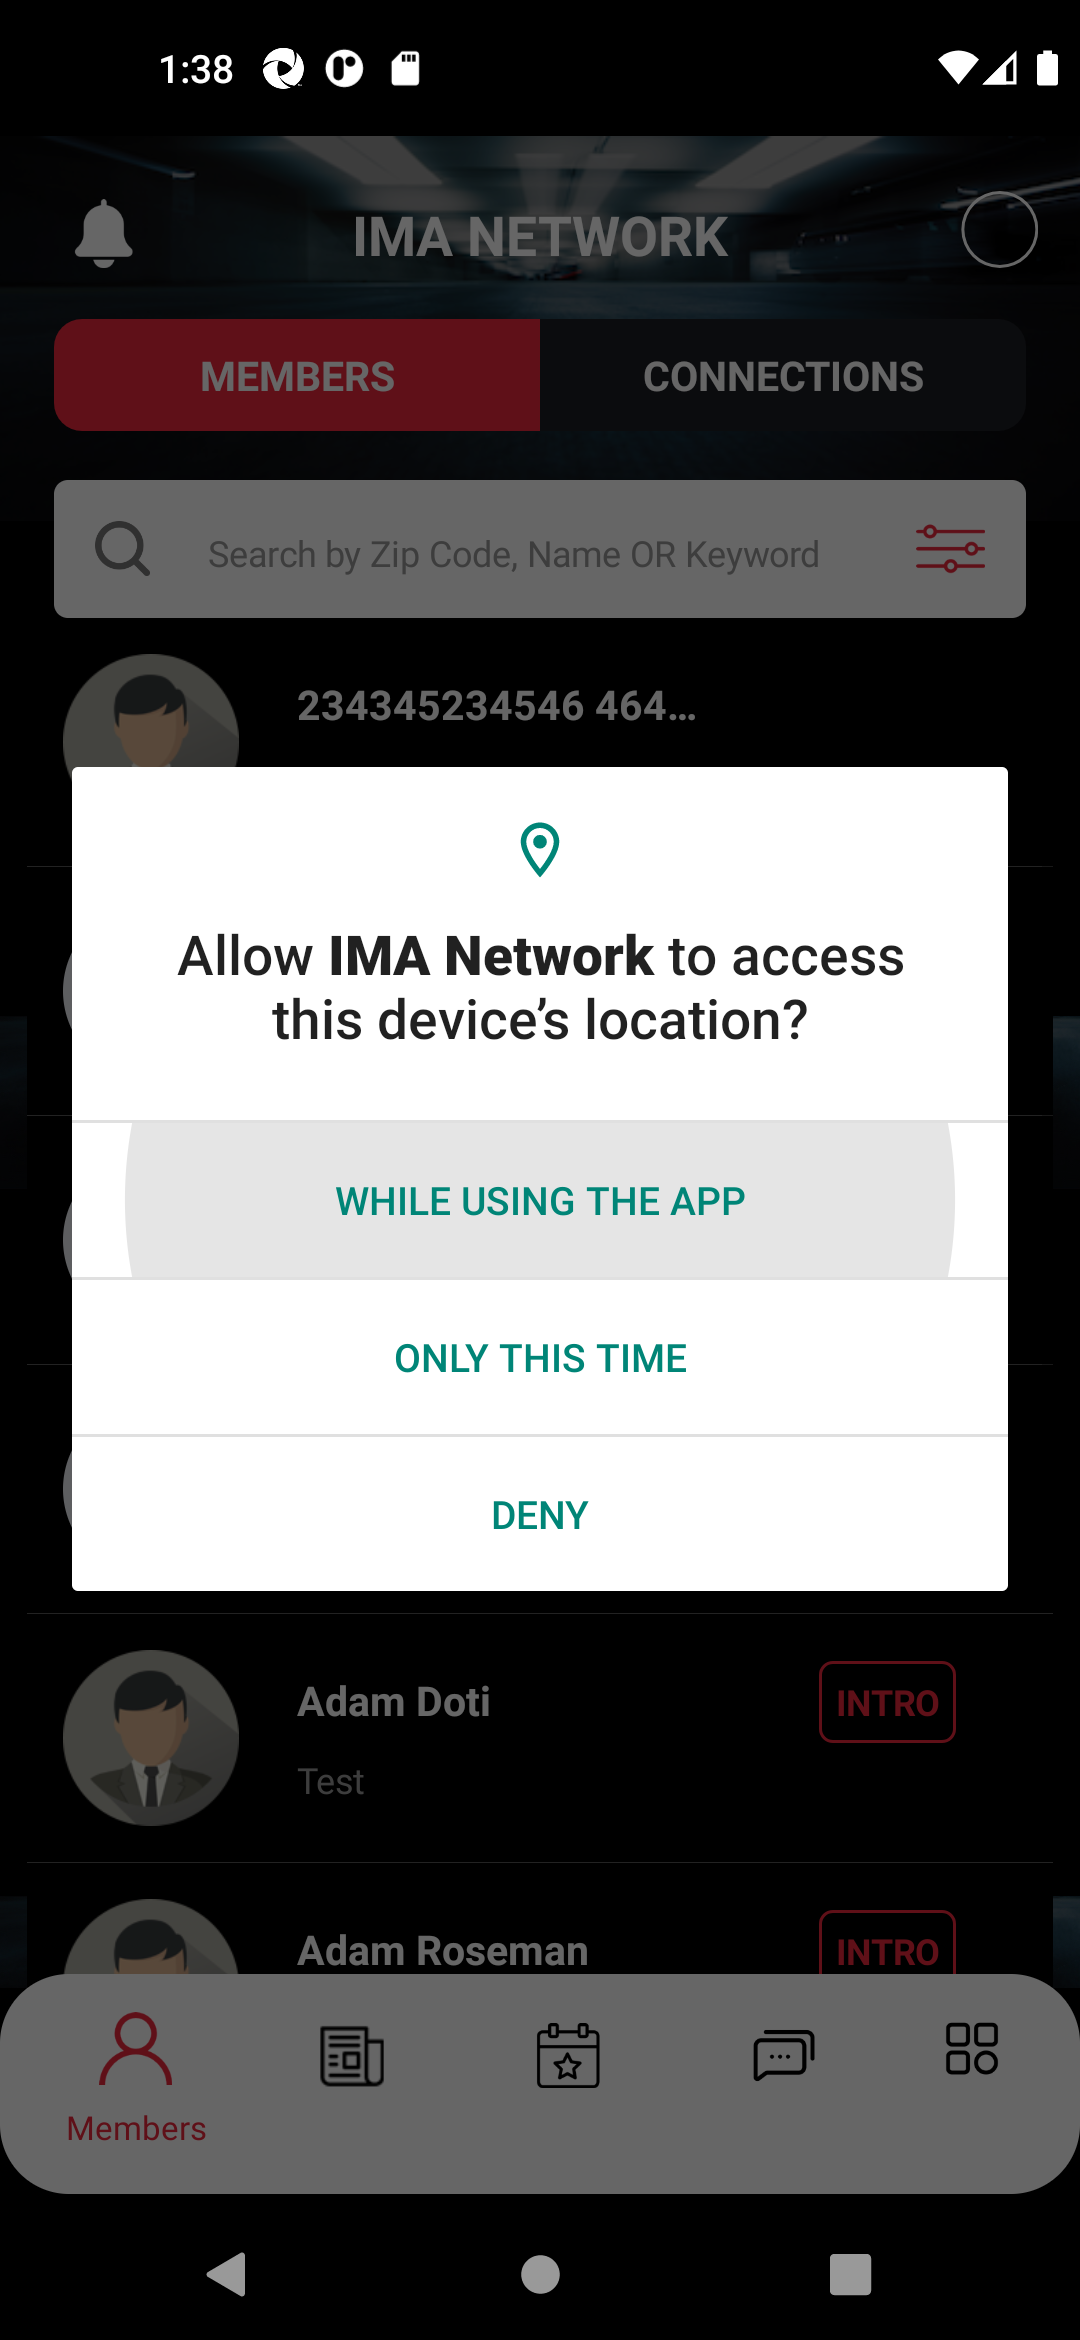 1:38
IMA NETWORK
MEMBERS
CONNECTIONS
Search by Zip Code, Name OR Keyword
234345234546 464…
Allow IMA Network to access
this device’s location?
WHILE USING THE APP
ONLY THIS TIME
DENY
Adam Doti
INTRO
Test
Adam Roseman
INTRO
Members